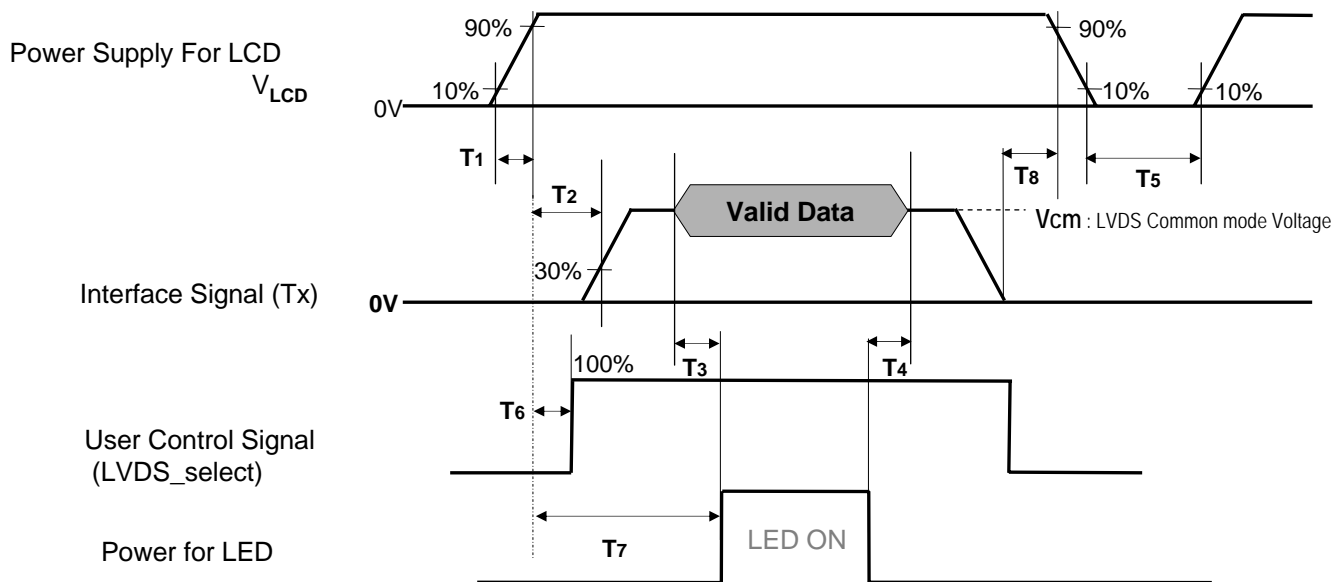 90%
90%
Power Supply For LCD
VLCD
10%
10%
10%
0V
T1
T2
T8
T5
Valid Data
Vcm : LVDS Common mode Voltage
30%
Interface Signal (Tx)
0V
T3
T4
100%
T6
User Control Signal
(LVDS_select)
T7
LED ON
Power for LED